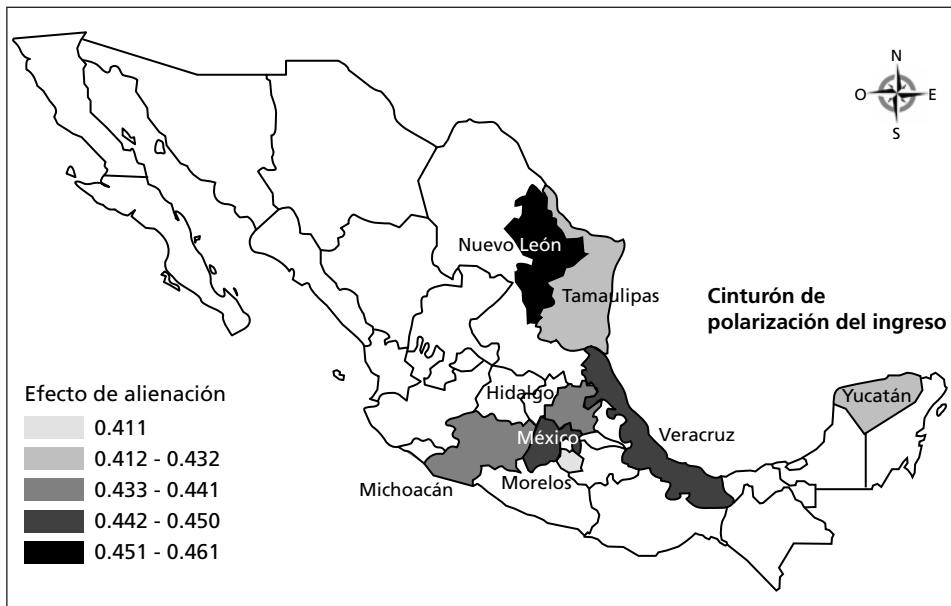 N
O E
S
Nuevo León
Tamaulipas
Cinturón de
polarización del ingreso
Efecto de alienación
0.411
0.412 - 0.432
0.433 - 0.441
0.442 - 0.450
0.451 - 0.461
Hidalgo
Yucatán
México
Veracruz
Michoacán
Morelos